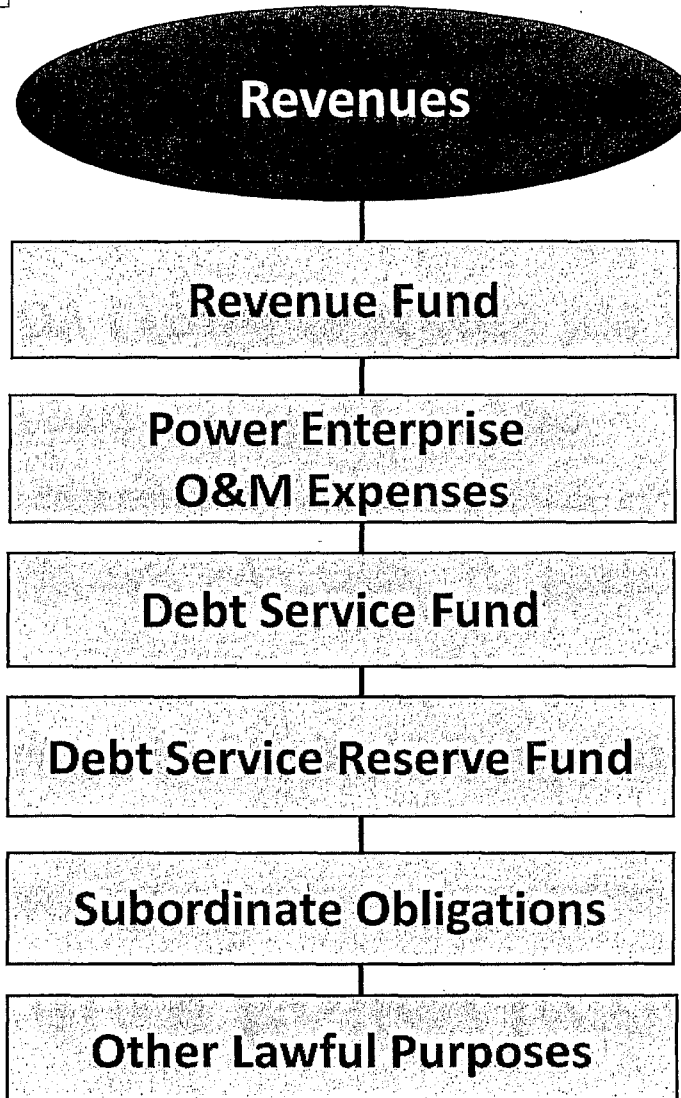 Revenues
Revenue Fund
Power Enterprise
O&M Expenses
Debt Service Fund
Debt Service Reserve Fund
Subordinate Obligations
Other Lawful Purposes